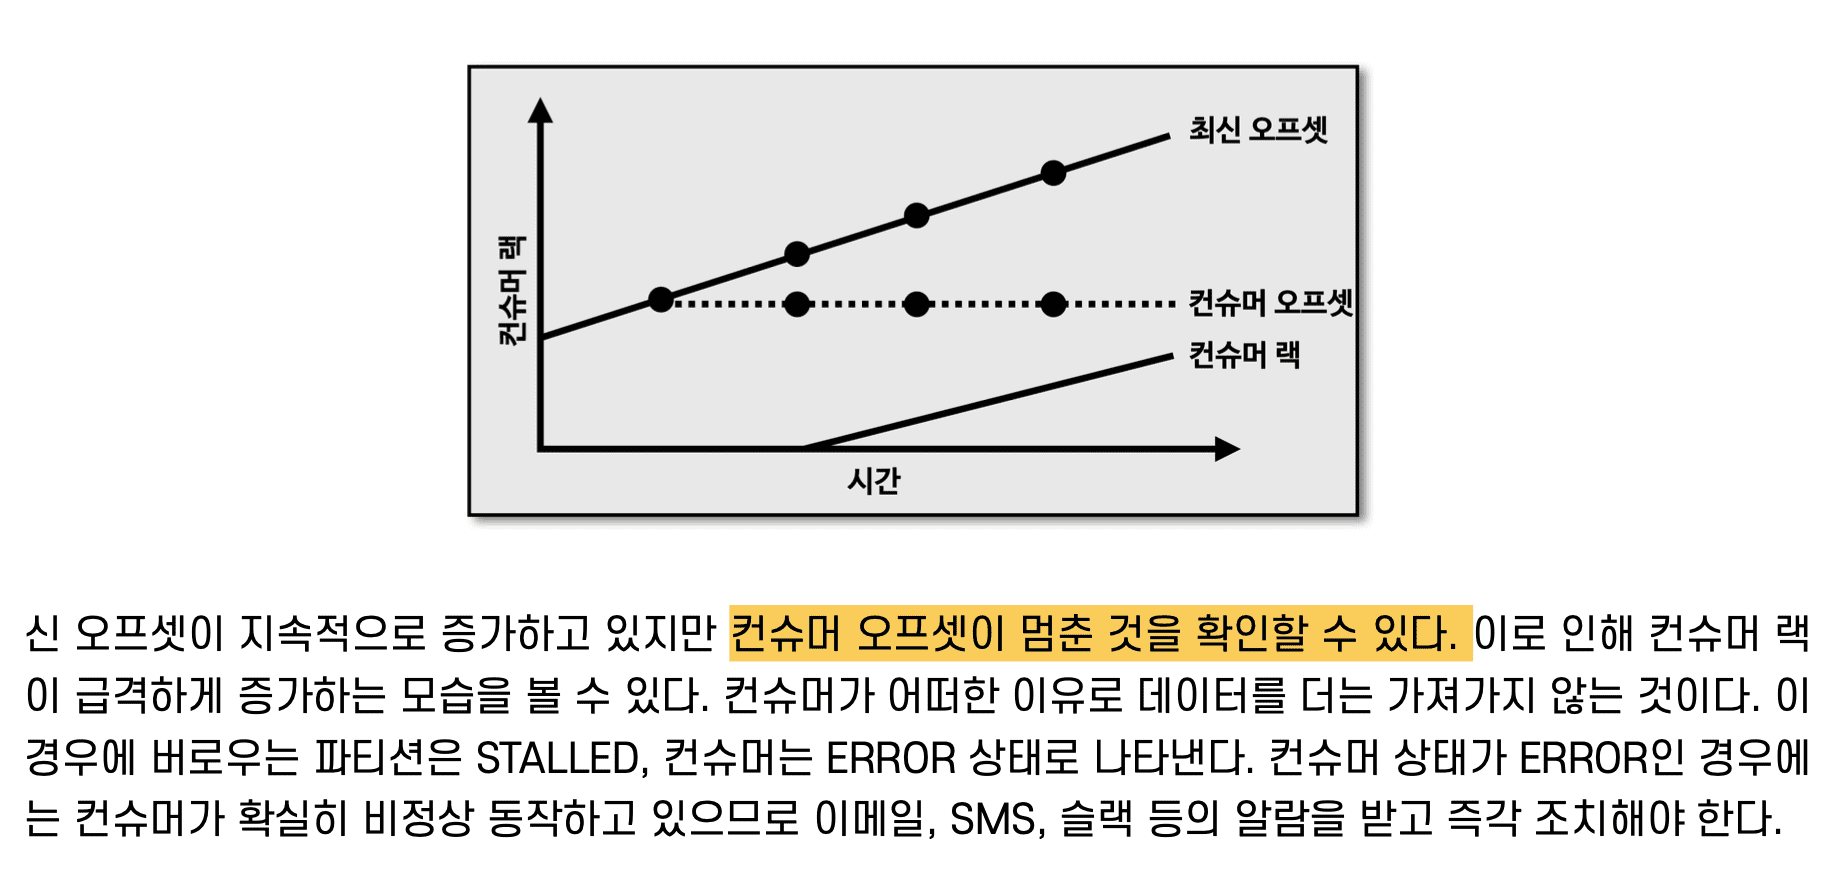 최신 오프셋
컨슈머 랙
컨슈머 오프셋
컨슈머 랙
시간
신 오프셋이 지속적으로 증가하고 있지만 컨슈머 오프셋이 멈춘 것을 확인할 수 있다. 이로 인해 컨슈머 랙
이 급격하게 증가하는 모습을 볼 수 있다. 컨슈머가 어떠한 이유로 데이터를 더는 가져가지 않는 것이다. 이
경우에 버로우는 파티션은 STALLED, 컨슈머는 ERROR 상태로 나타낸다. 컨슈머 상태가 ERROR인 경우에
는 컨슈머가 확실히 비정상 동작하고 있으므로 이메일, SMS, 슬랙 등의 알람을 받고 즉각 조치해야 한다.